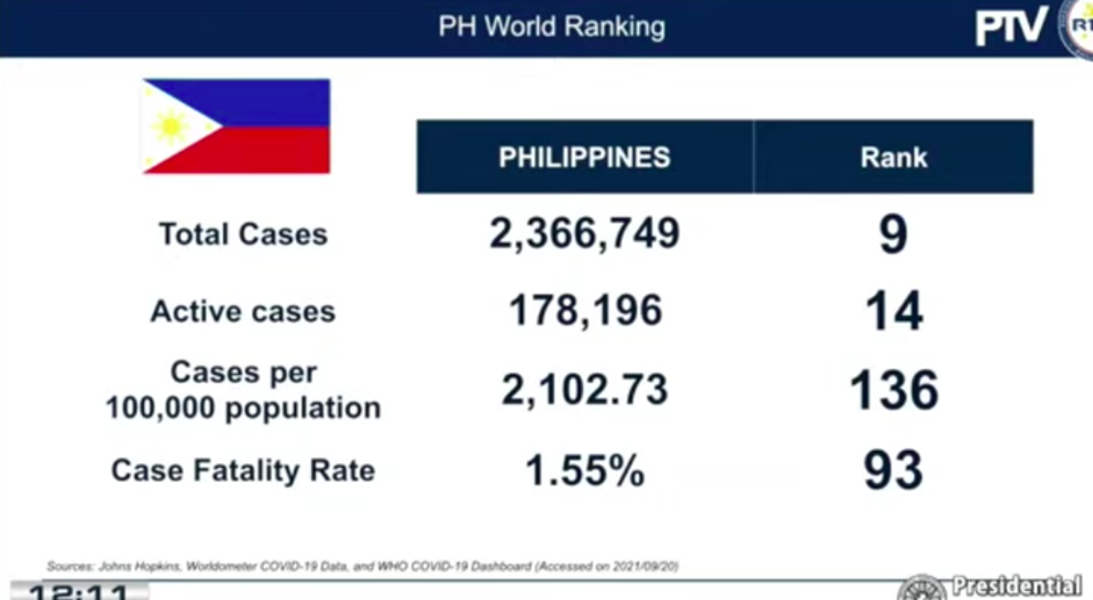 PH World Ranking
PTV
PHILIPPINES Rank
Total Cases 2,366,749 9
Active cases 178,196 14
Cases per
100,000 population 2,102.73 136
Case Fatality Rate 1.55% 93
Sources: Johns Hopkins, Worldometer COVID-19 Data, and WHO COVID-19 Dashboard (Accessed on 2021/09/20)
12:11
Presidential